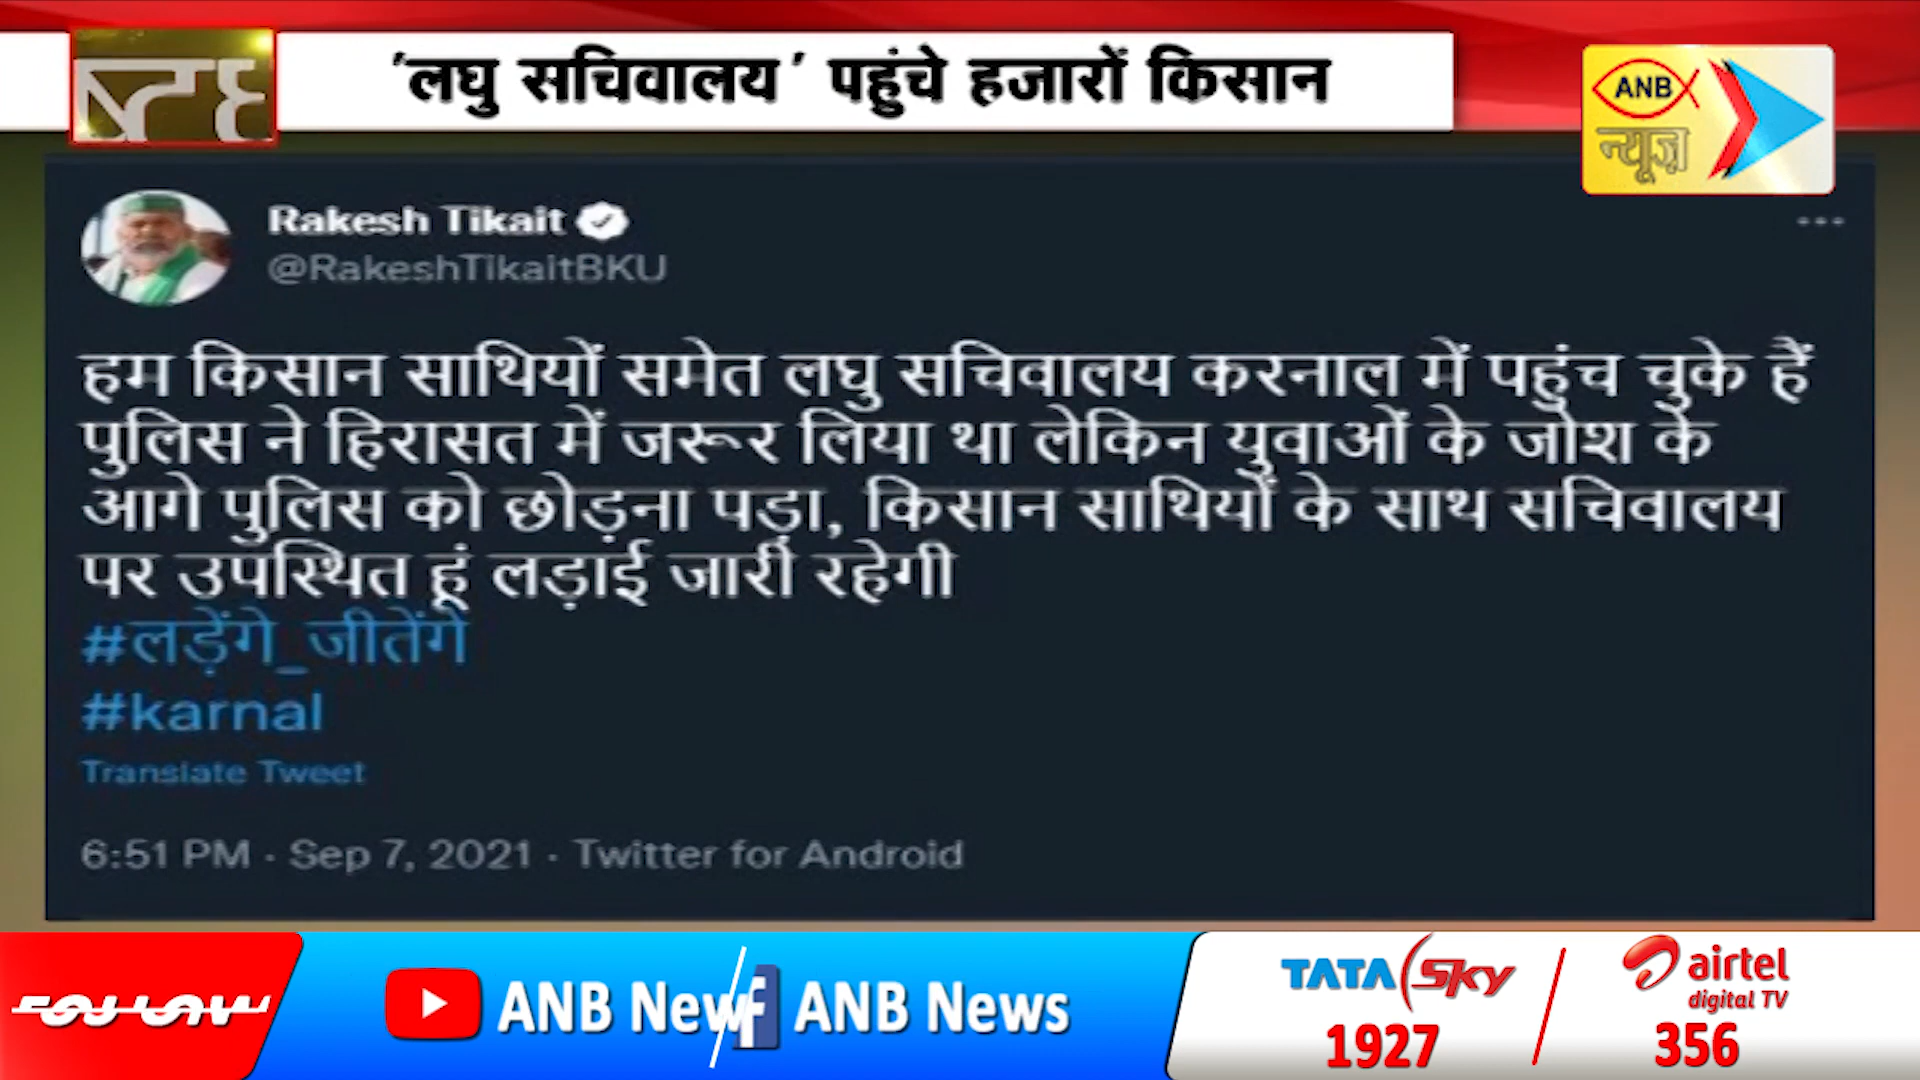 'लघु सचिवालय' पहुंचे हजारों किसान
ANB
न्यूज़
Rakesh Tikait
@RakeshTikaitBKU
हम किसान साथियों समेत लघु सचिवालय करनाल में पहुंच चुके हैं
पुलिस ने हिरासत में जरूर लिया था लेकिन युवाओं के जोश के
आगे पुलिस को छोड़ना पड़ा, किसान साथियों के साथ सचिवालय
पर उपस्थित हूं लड़ाई जारी रहेगी
#लड़ेंगे_जीतेंगे
#karnal
Translate Tweet
6:51 PM · Sep 7, 2021 · Twitter for Android
FOLLOW
ANB New
ANB News
TATA Sky
1927
airtel
digital TV
356